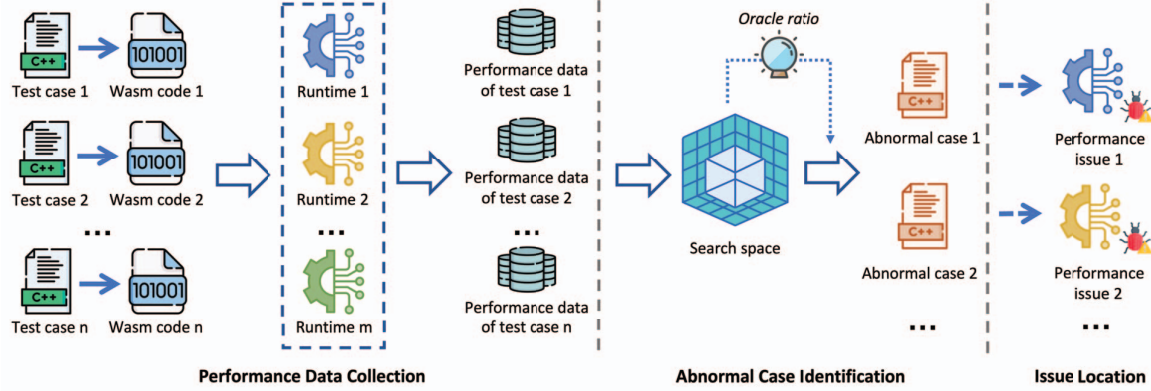 C++
Test case 1
101001
Wasm code 1
C++
Test case 2
101001
Wasm code 2
...
C++
Test case n
101001
Wasm code n
Runtime 1
Runtime 2
...
Runtime m
Performance data
of test case 1
Performance data
of test case 2
...
Performance data
of test case n
Performance Data Collection
Oracle ratio
Search space
C++
Abnormal case 1
C++
Abnormal case 2
...
Abnormal Case Identification
Performance
issue 1
Performance
issue 2
...
Issue Location